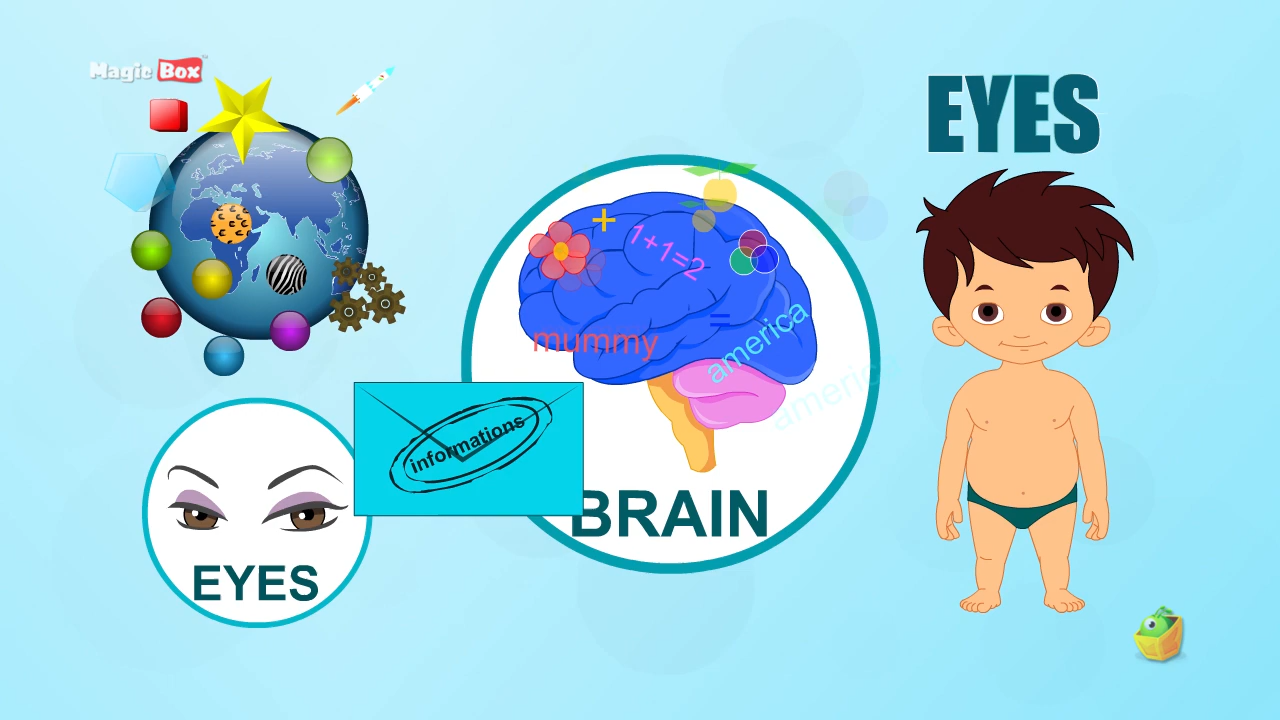 Magic Box
EYES
1+1=2
+
=
mummy
america
america
informations
BRAIN
EYES